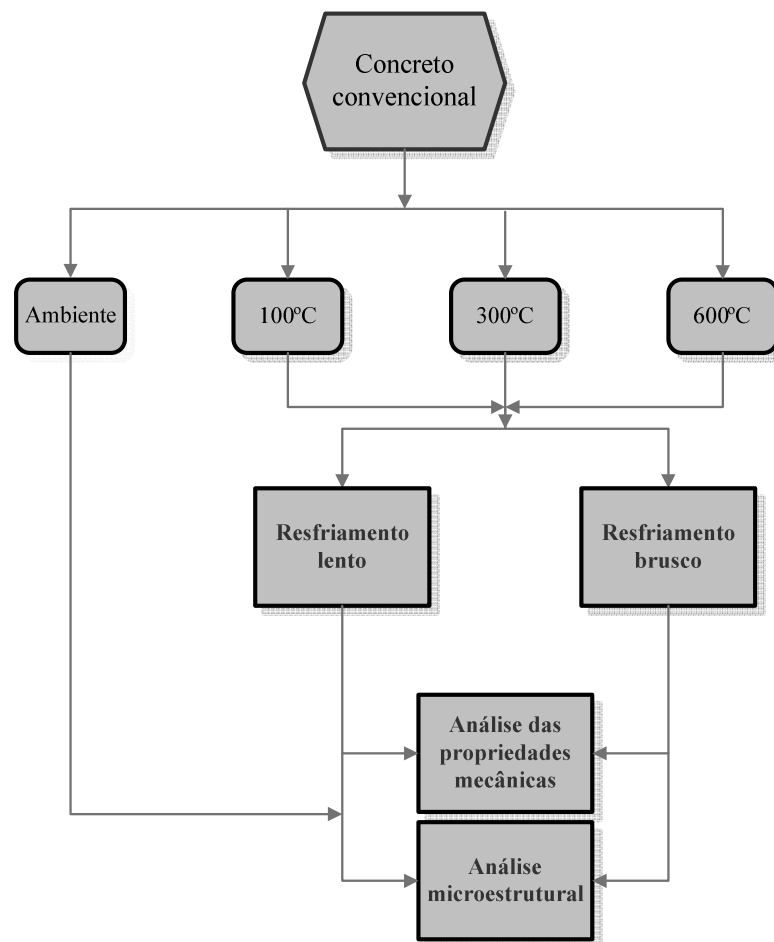 Concreto
convencional
Ambiente
100ºC
300ºC
600ºC
Resfriamento
lento
Resfriamento
brusco
Análise das
propriedades
mecânicas
Análise
microestrutural